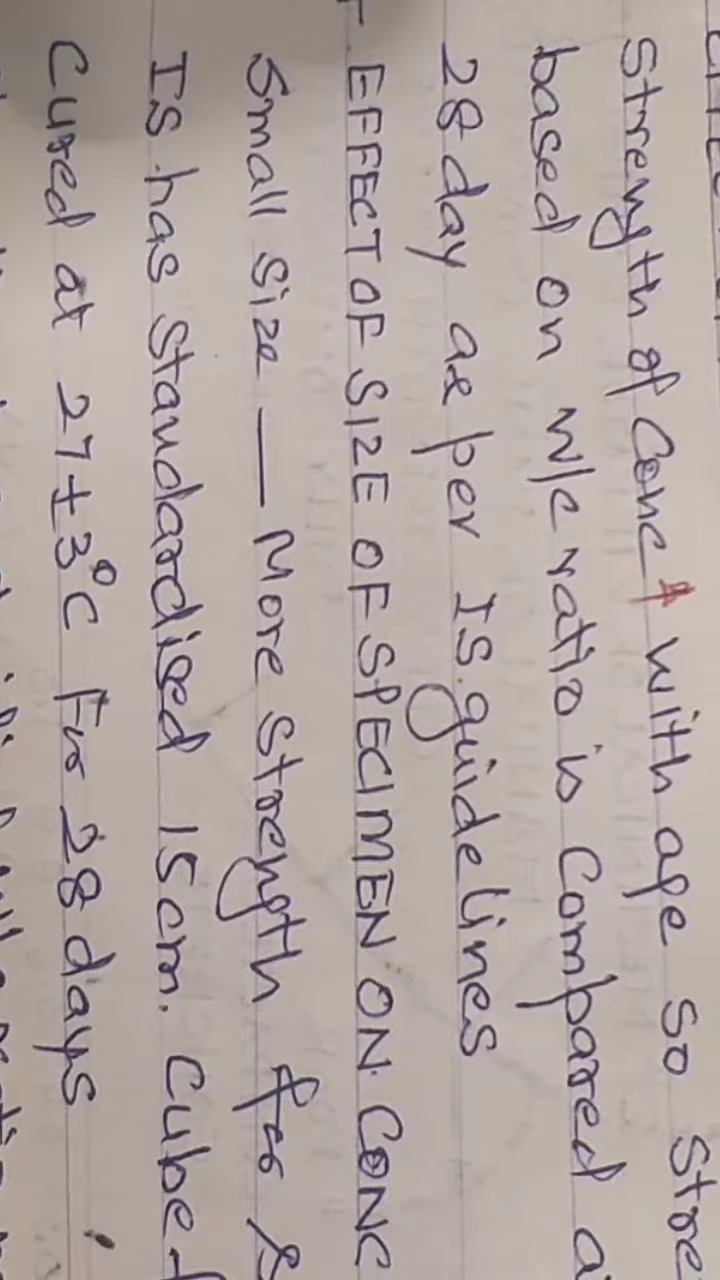 Strength of Conc ↑ with age so Stre
based on w/c ratio is Compared a
28 day as per IS guidelines
EFFECT OF SIZE OF SPECIMEN ON CONC
Small Size — More Strength
IS has Standardised 15cm. Cube
Cured at 27±3°C For 28 days